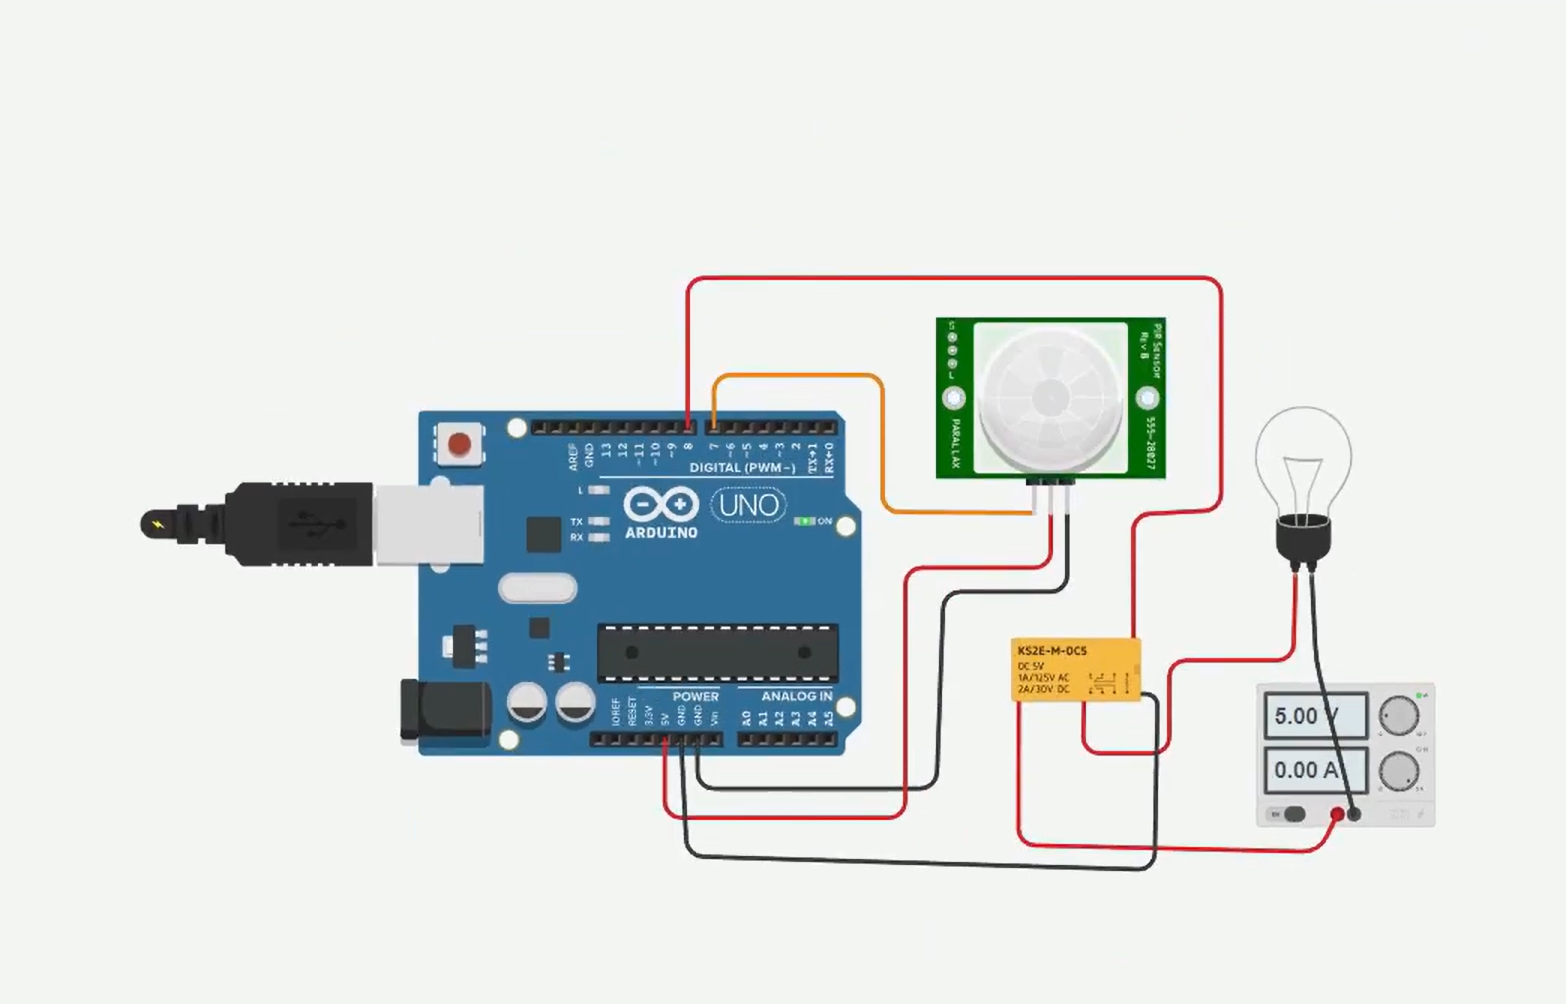 AREF
GND
13
12
~11
~10
~9
8
7
~6
~5
4
~3
2
TX→1
RX←0
DIGITAL (PWM~)
L
TX
RX
UNO
ARDUINO
ON
POWER
ANALOG IN
IOREF
RESET
3.3V
5V
GND
GND
Vin
A0
A1
A2
A3
A4
A5
PIR SENSOR
REV B
PARALLAX
555-28027
KS2E-M-DC5
DC 5V
1A/125V AC
2A/30V DC
5.00 V
0.00 A